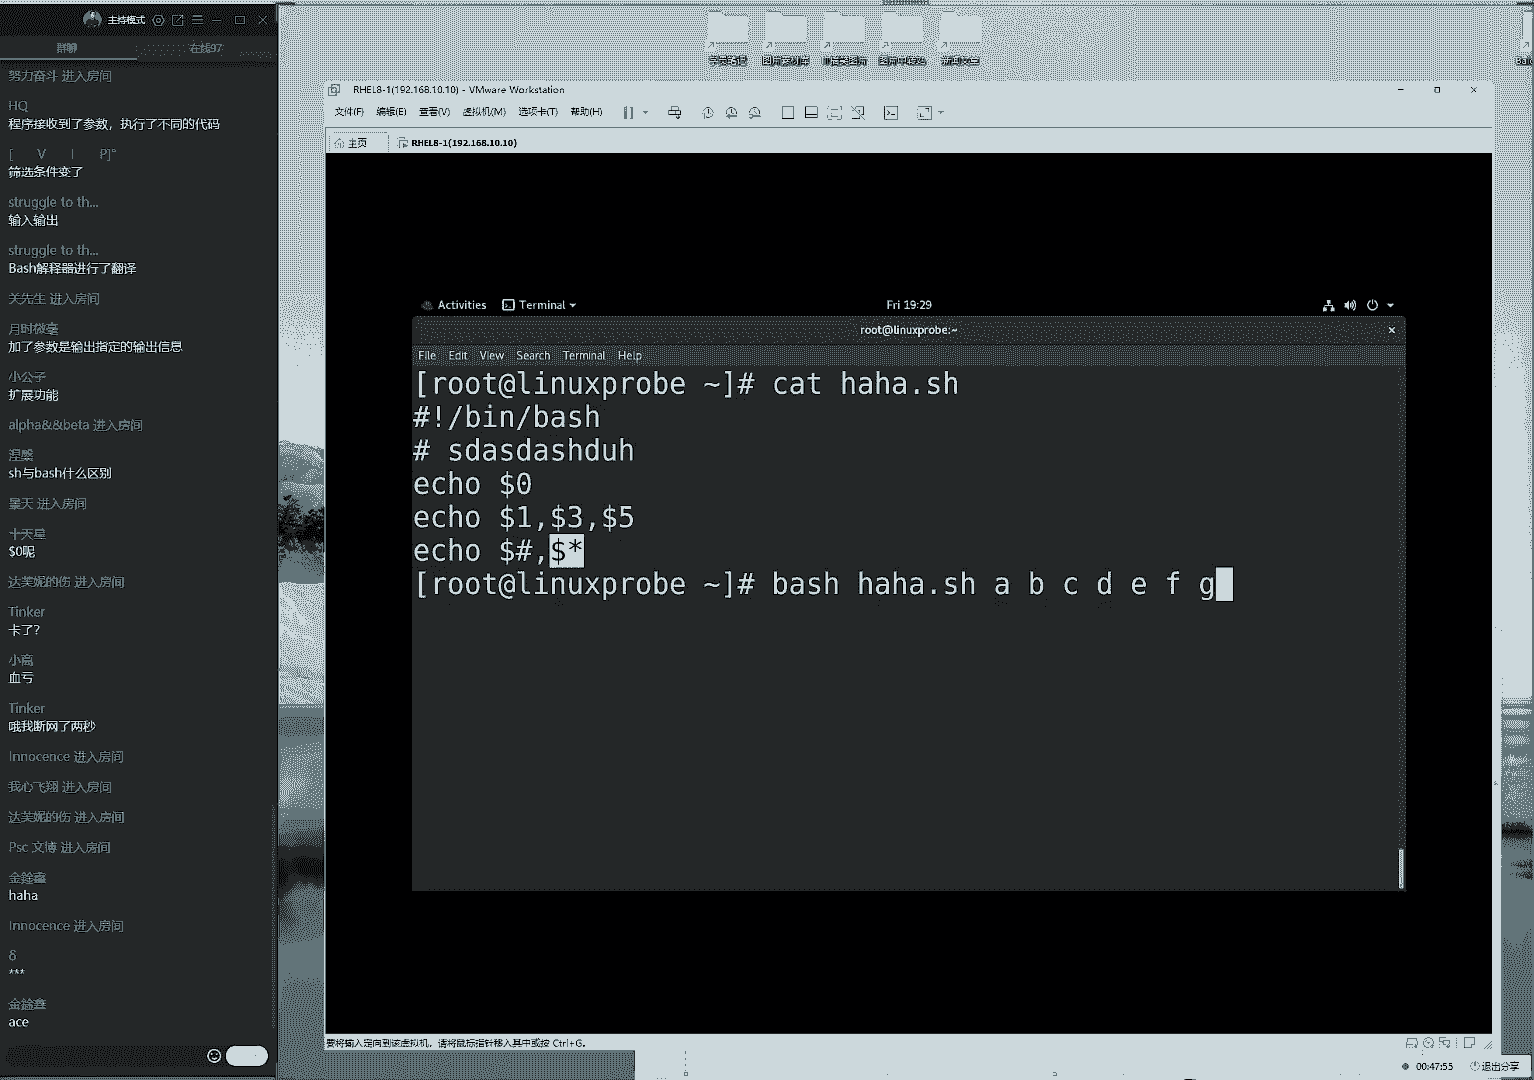 主持模式
群聊
在线97
努力奋斗 进入房间
HQ
程序接收到了参数，执行了不同的代码
[ V I P]°
筛选条件变了
struggle to th...
输入输出
struggle to th...
Bash解释器进行了翻译
关先生 进入房间
加了参数是输出指定的输出信息
小公子
扩展功能
alpha&&beta 进入房间
涅槃
sh与bash什么区别
景天 进入房间
十天星
$0呢
达芙妮的伤 进入房间
Tinker
卡了?
血亏
Tinker
哦我断网了两秒
Innocence 进入房间
我心飞翔 进入房间
达芙妮的伤 进入房间
Psc 文博 进入房间
haha
Innocence 进入房间
δ
***
ace
RHEL8-1(192.168.10.10) - VMware Workstation
文件(F) 编辑(E) 查看(V) 虚拟机(M) 选项卡(T) 帮助(H)
主页
RHEL8-1(192.168.10.10)
Activities Terminal Fri 19:29
root@linuxprobe:~
File Edit View Search Terminal Help
[root@linuxprobe ~]# cat haha.sh
#!/bin/bash
# sdasdashduh
echo $0
echo $1,$3,$5
echo $#,$*
[root@linuxprobe ~]# bash haha.sh a b c d e f g
要将输入定向到该虚拟机，请将鼠标指针移入其中或按 Ctrl+G。
00:47:55
退出分享